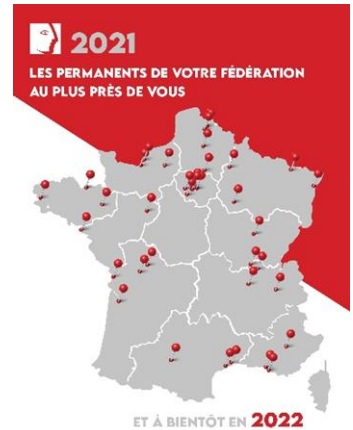 2021
LES PERMANENTS DE VOTRE FÉDÉRATION
AU PLUS PRÈS DE VOUS
ET À BIENTÔT EN 2022